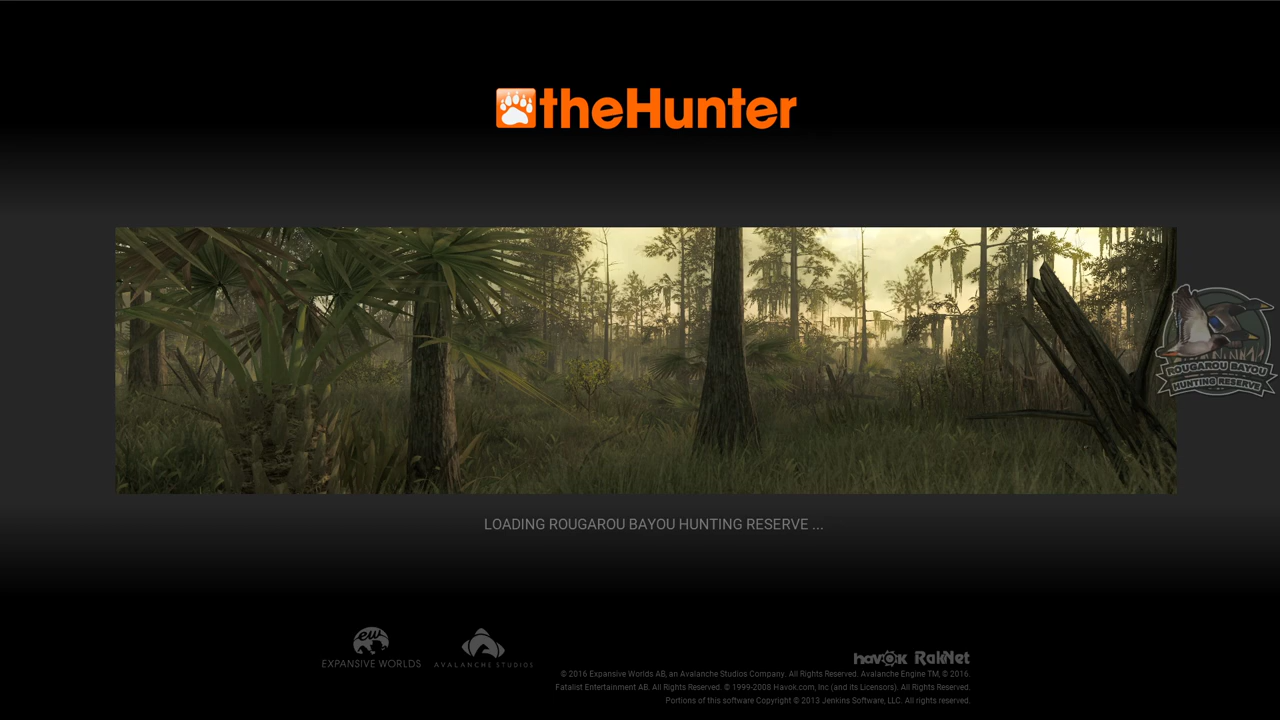 theHunter
ROUGAROU BAYOU
HUNTING RESERVE
LOADING ROUGAROU BAYOU HUNTING RESERVE ...
ew
EXPANSIVE WORLDS
AVALANCHE STUDIOS
havok RakNet
© 2016 Expansive Worlds AB, an Avalanche Studios Company. All Rights Reserved. Avalanche Engine TM, © 2016.
Fatalist Entertainment AB. All Rights Reserved. © 1999-2008 Havok.com, Inc (and its Licensors). All Rights Reserved.
Portions of this software Copyright © 2013 Jenkins Software, LLC. All rights reserved.